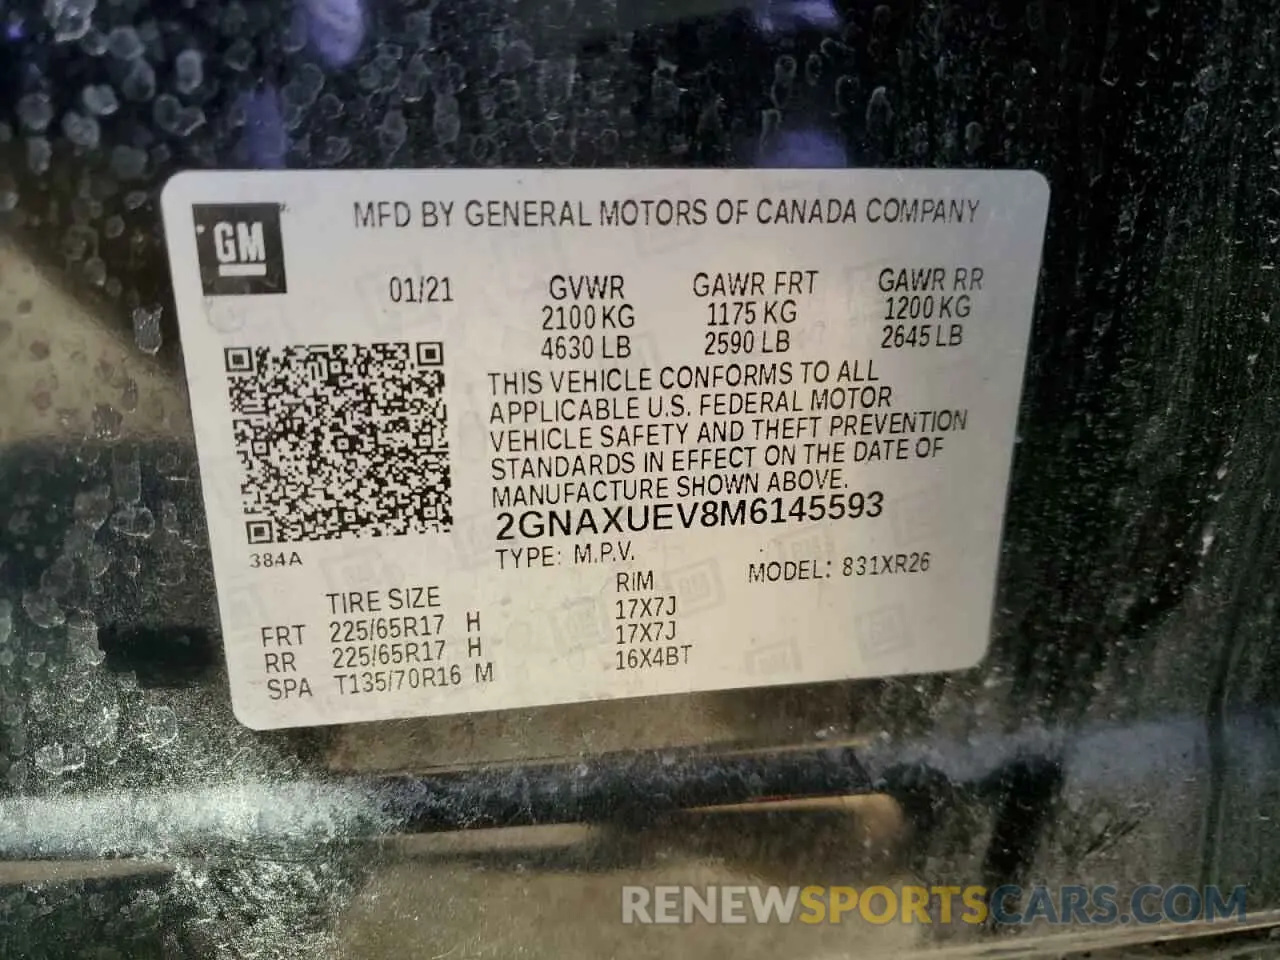 GM
MFD BY GENERAL MOTORS OF CANADA COMPANY
01/21 GVWR GAWR FRT GAWR RR
2100 KG 1175 KG 1200 KG
4630 LB 2590 LB 2645 LB
THIS VEHICLE CONFORMS TO ALL
APPLICABLE U.S. FEDERAL MOTOR
VEHICLE SAFETY AND THEFT PREVENTION
STANDARDS IN EFFECT ON THE DATE OF
MANUFACTURE SHOWN ABOVE.
2GNAXUEV8M6145593
384A
TYPE: M.P.V. MODEL: 831XR26
TIRE SIZE RIM
FRT 225/65R17 H 17X7J
RR 225/65R17 H 17X7J
SPA T135/70R16 M 16X4BT
RENEWSPORTSCARS.COM